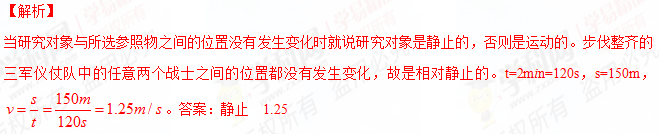 【解析】
当研究对象与所选参照物之间的位置没有发生变化时就说研究对象是静止的，否则是运动的。步伐整齐的
三军仪仗队中的任意两个战士之间的位置都没有发生变化，故是相对静止的。t=2min=120s，s=150m，
v = s/t = 150m/120s = 1.25m/s。答案：静止 1.25